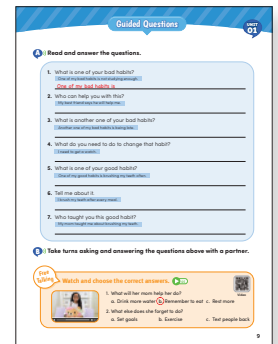 Guided Questions
UNIT
01
A Read and answer the questions.
1. What is one of your bad habits?
One of my bad habits is not studying enough.
One of my bad habits is
2. Who can help you with this?
My best friend says he will help me.
3. What is another one of your bad habits?
Another one of my bad habits is being late.
4. What do you need to do to change that habit?
I need to get a watch.
5. What is one of your good habits?
One of my good habits is brushing my teeth often.
6. Tell me about it.
I brush my teeth after every meal.
7. Who taught you this good habit?
My mom taught me about brushing my teeth.
B Take turns asking and answering the questions above with a partner.
Free
Talking
Watch and choose the correct answers.
Video
1. What will her mom help her do?
a. Drink more water b. Remember to eat c. Rest more
2. What else does she forget to do?
a. Set goals b. Exercise c. Text people back
9